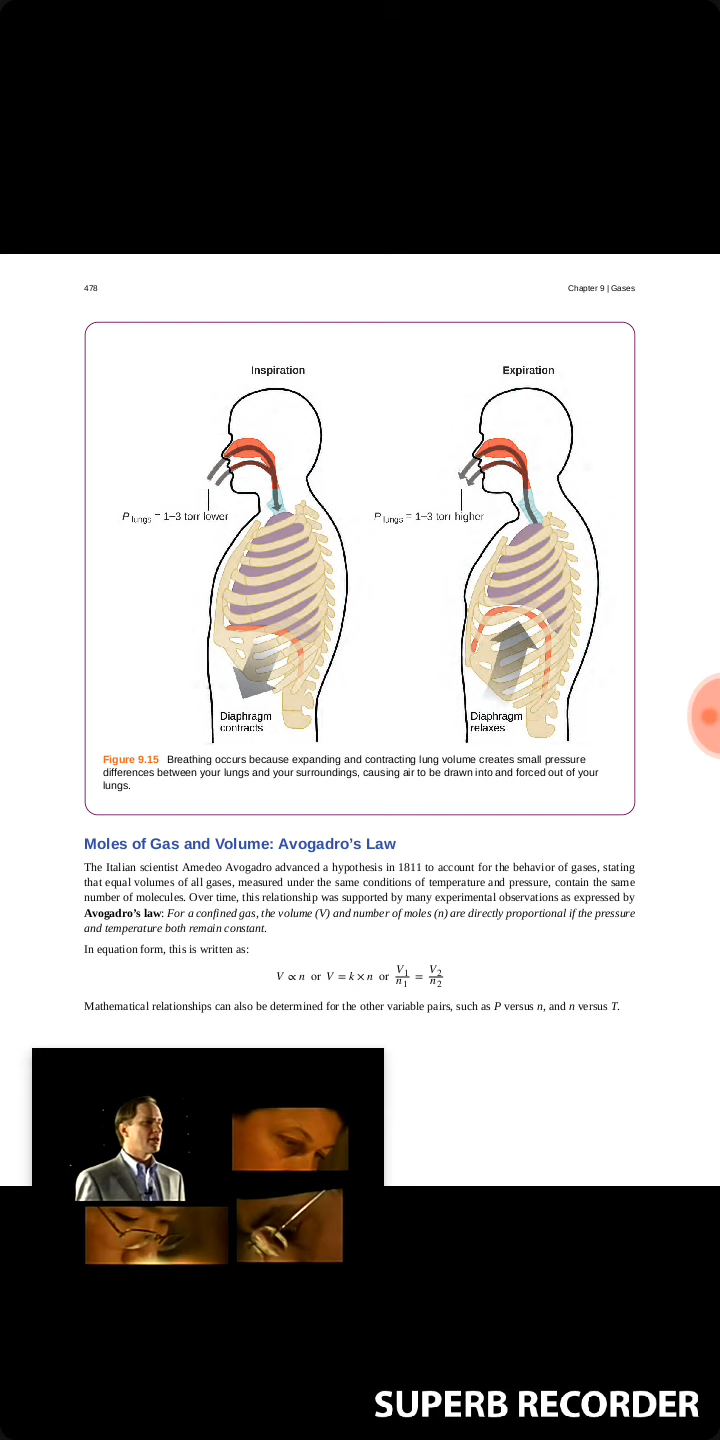 478
Chapter 9 | Gases
Inspiration
Expiration
P lungs = 1–3 torr lower
P lungs = 1–3 torr higher
Diaphragm
contracts
Diaphragm
relaxes
Figure 9.15 Breathing occurs because expanding and contracting lung volume creates small pressure
differences between your lungs and your surroundings, causing air to be drawn into and forced out of your
lungs.
Moles of Gas and Volume: Avogadro’s Law
The Italian scientist Amedeo Avogadro advanced a hypothesis in 1811 to account for the behavior of gases, stating
that equal volumes of all gases, measured under the same conditions of temperature and pressure, contain the same
number of molecules. Over time, this relationship was supported by many experimental observations as expressed by
Avogadro’s law: For a confined gas, the volume (V) and number of moles (n) are directly proportional if the pressure
and temperature both remain constant.
In equation form, this is written as:
V ∝ n or V = k × n or V₁/n₁ = V₂/n₂
Mathematical relationships can also be determined for the other variable pairs, such as P versus n, and n versus T.
SUPERB RECORDER